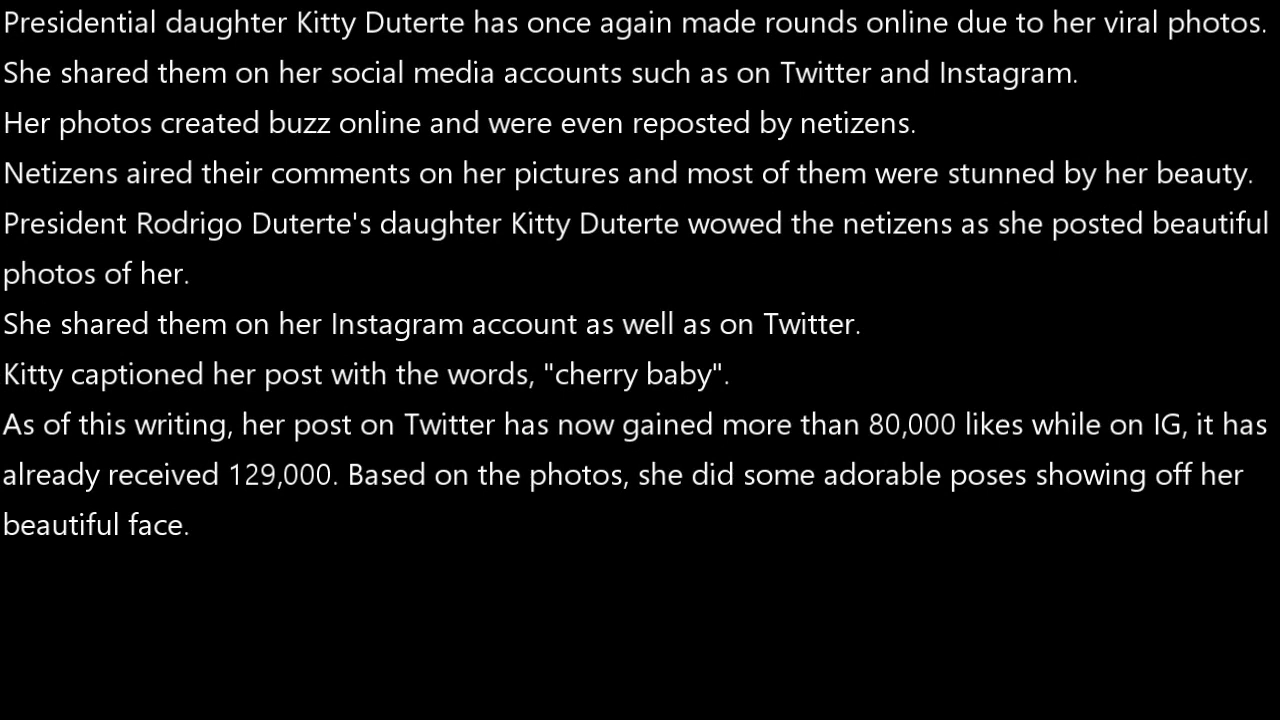 Presidential daughter Kitty Duterte has once again made rounds online due to her viral photos.
She shared them on her social media accounts such as on Twitter and Instagram.
Her photos created buzz online and were even reposted by netizens.
Netizens aired their comments on her pictures and most of them were stunned by her beauty.
President Rodrigo Duterte's daughter Kitty Duterte wowed the netizens as she posted beautiful
photos of her.
She shared them on her Instagram account as well as on Twitter.
Kitty captioned her post with the words, "cherry baby".
As of this writing, her post on Twitter has now gained more than 80,000 likes while on IG, it has
already received 129,000. Based on the photos, she did some adorable poses showing off her
beautiful face.